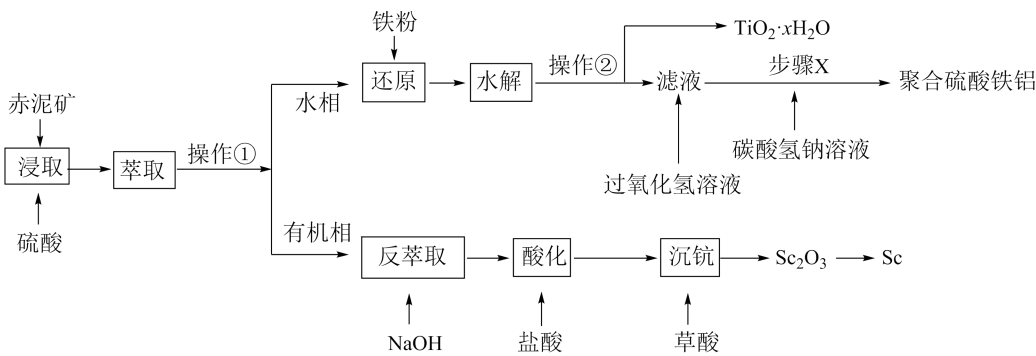 铁粉
TiO₂·xH₂O
还原
水解
操作②
滤液
步骤X
聚合硫酸铁铝
水相
赤泥矿
浸取
萃取
操作①
碳酸氢钠溶液
过氧化氢溶液
硫酸
有机相
反萃取
酸化
沉钪
Sc₂O₃
Sc
NaOH
盐酸
草酸